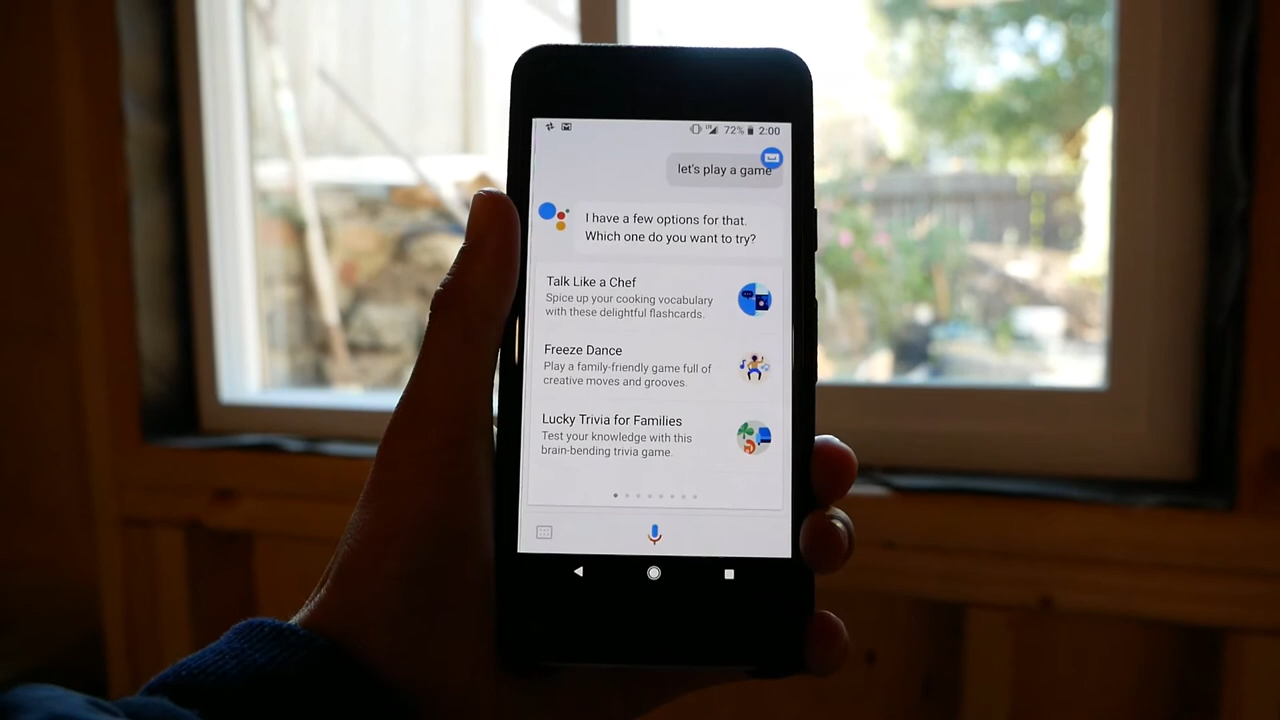 72% 2:00
let's play a game
I have a few options for that.
Which one do you want to try?
Talk Like a Chef
Spice up your cooking vocabulary
with these delightful flashcards.
Freeze Dance
Play a family-friendly game full of
creative moves and grooves.
Lucky Trivia for Families
Test your knowledge with this
brain-bending trivia game.